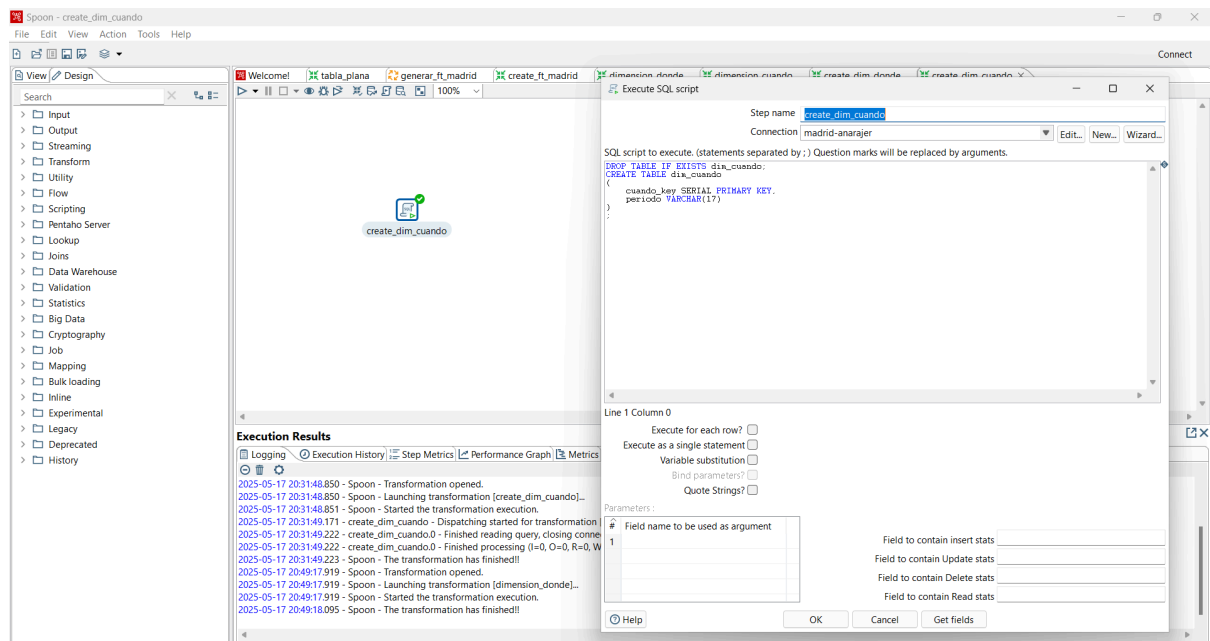 Spoon - create_dim_cuando
File Edit View Action Tools Help
Connect
View Design
Search
Input
Output
Streaming
Transform
Utility
Flow
Scripting
Pentaho Server
Lookup
Joins
Data Warehouse
Validation
Statistics
Big Data
Cryptography
Job
Mapping
Bulk loading
Inline
Experimental
Legacy
Deprecated
History
Welcome! tabla_plana generar_ft_madrid create_ft_madrid dimension_donde dimension_cuando create_dim_donde create_dim_cuando
100%
create_dim_cuando
Execution Results
Logging Execution History Step Metrics Performance Graph Metrics
2025-05-17 20:31:48.850 - Spoon - Transformation opened.
2025-05-17 20:31:48.850 - Spoon - Launching transformation [create_dim_cuando]...
2025-05-17 20:31:48.851 - Spoon - Started the transformation execution.
2025-05-17 20:31:49.171 - create_dim_cuando - Dispatching started for transformation [
2025-05-17 20:31:49.222 - create_dim_cuando.0 - Finished reading query, closing conne
2025-05-17 20:31:49.222 - create_dim_cuando.0 - Finished processing (I=0, O=0, R=0, W
2025-05-17 20:31:49.223 - Spoon - The transformation has finished!!
2025-05-17 20:49:17.919 - Spoon - Transformation opened.
2025-05-17 20:49:17.919 - Spoon - Launching transformation [dimension_donde]...
2025-05-17 20:49:17.919 - Spoon - Started the transformation execution.
2025-05-17 20:49:18.095 - Spoon - The transformation has finished!!
Execute SQL script
Step name create_dim_cuando
Connection madrid-anarajer Edit... New... Wizard...
SQL script to execute. (statements separated by ; ) Question marks will be replaced by arguments.
DROP TABLE IF EXISTS dim_cuando;
CREATE TABLE dim_cuando
(
cuando_key SERIAL PRIMARY KEY,
periodo VARCHAR(17)
)
;
Line 1 Column 0
Execute for each row?
Execute as a single statement
Variable substitution
Bind parameters?
Quote Strings?
Parameters :
# Field name to be used as argument
1
Field to contain insert stats
Field to contain Update stats
Field to contain Delete stats
Field to contain Read stats
Help OK Cancel Get fields